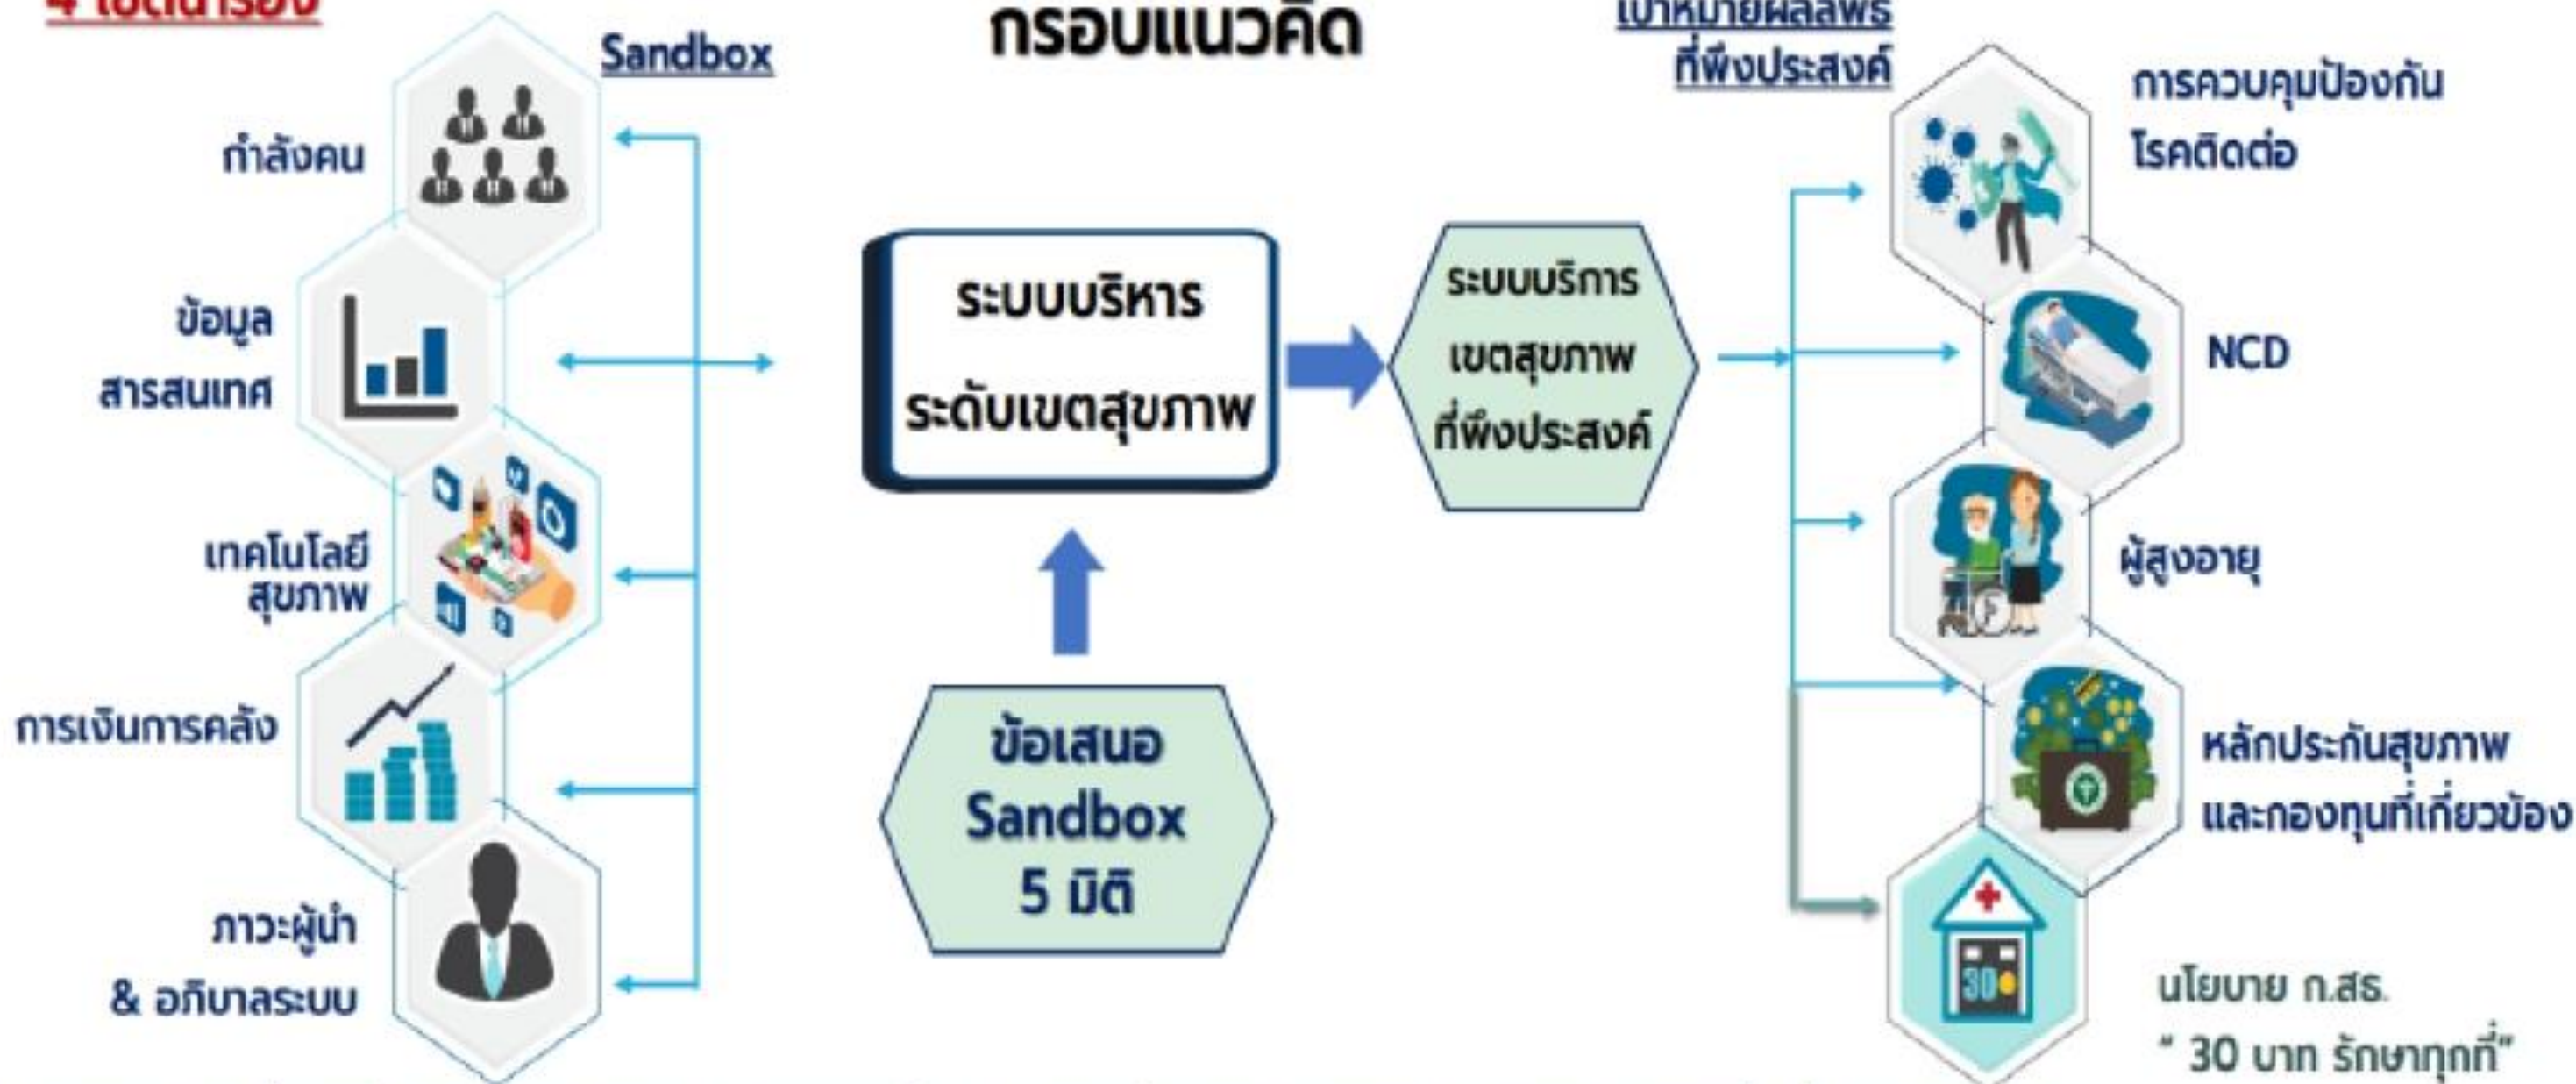 4 เขตนำร่อง
Sandbox
กำลังคน
ข้อมูล
สารสนเทศ
เทคโนโลยี
สุขภาพ
การเงินการคลัง
ภาวะผู้นำ
& อภิบาลระบบ
กรอบแนวคิด
ระบบบริหาร
ระดับเขตสุขภาพ
ข้อเสนอ
Sandbox
5 มิติ
ระบบบริการ
เขตสุขภาพ
ที่พึงประสงค์
เป้าหมายผลลัพธ์
ที่พึงประสงค์
การควบคุมป้องกัน
โรคติดต่อ
NCD
ผู้สูงอายุ
หลักประกันสุขภาพ
และกองทุนที่เกี่ยวข้อง
30
นโยบาย ก.สธ.
“ 30 บาท รักษาทุกที่”